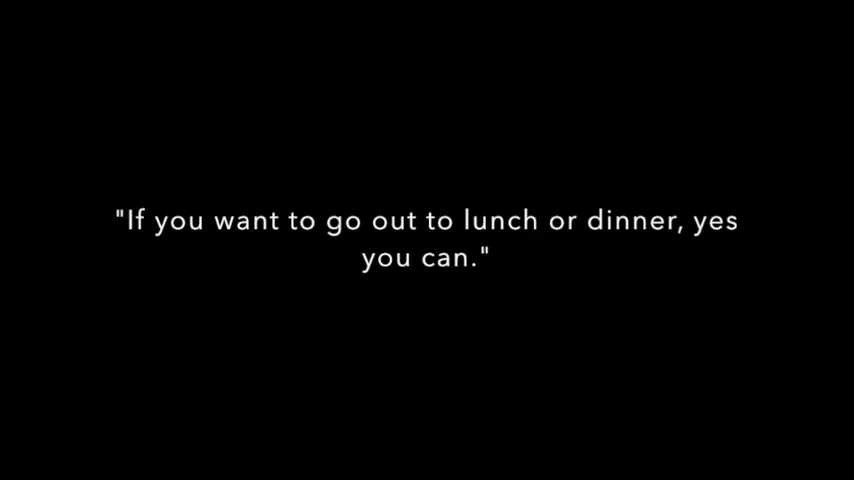 "If you want to go out to lunch or dinner, yes
you can."